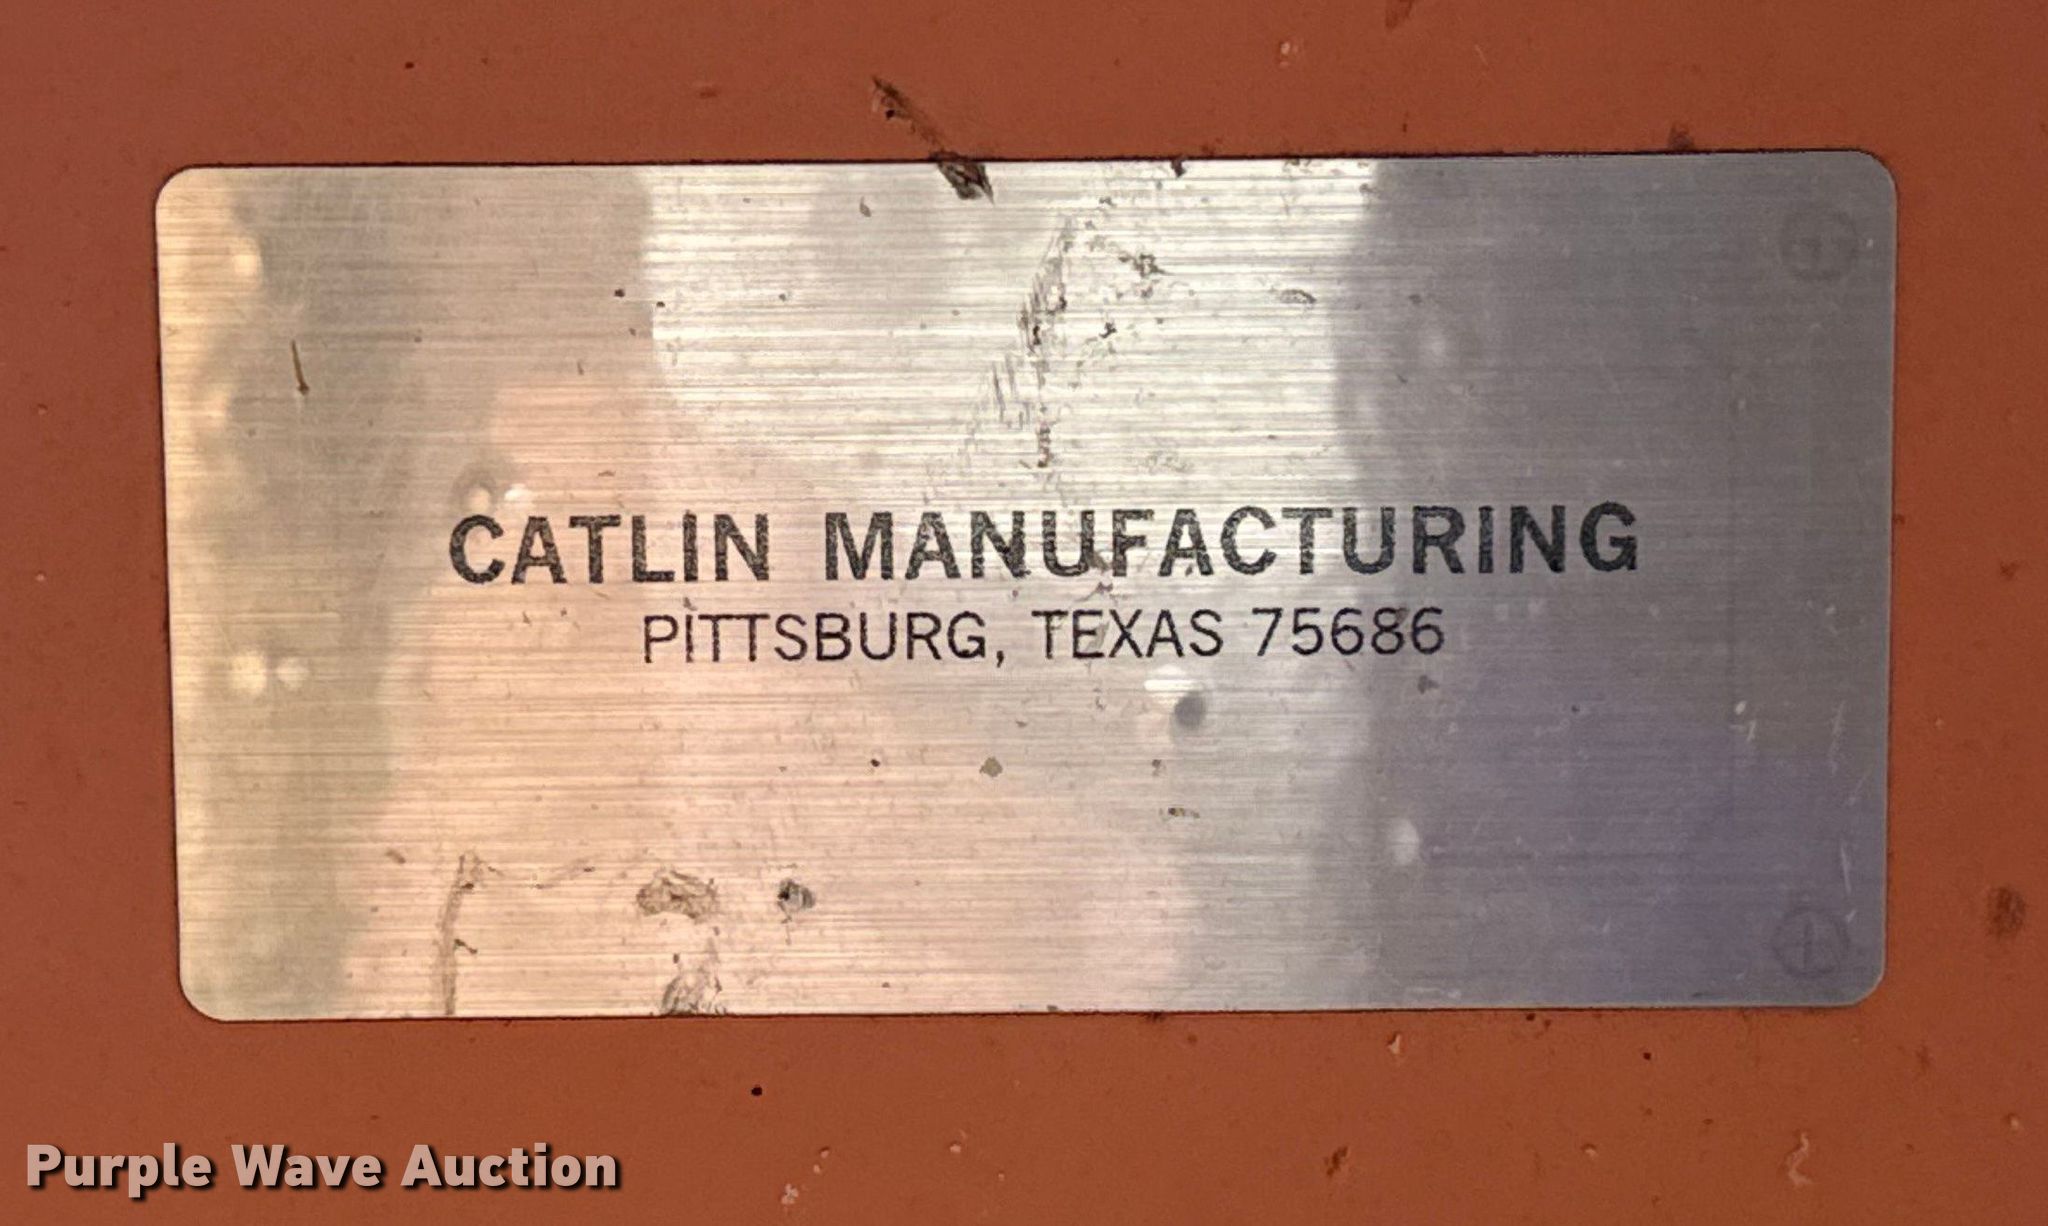 CATLIN MANUFACTURING
PITTSBURG, TEXAS 75686
Purple Wave Auction